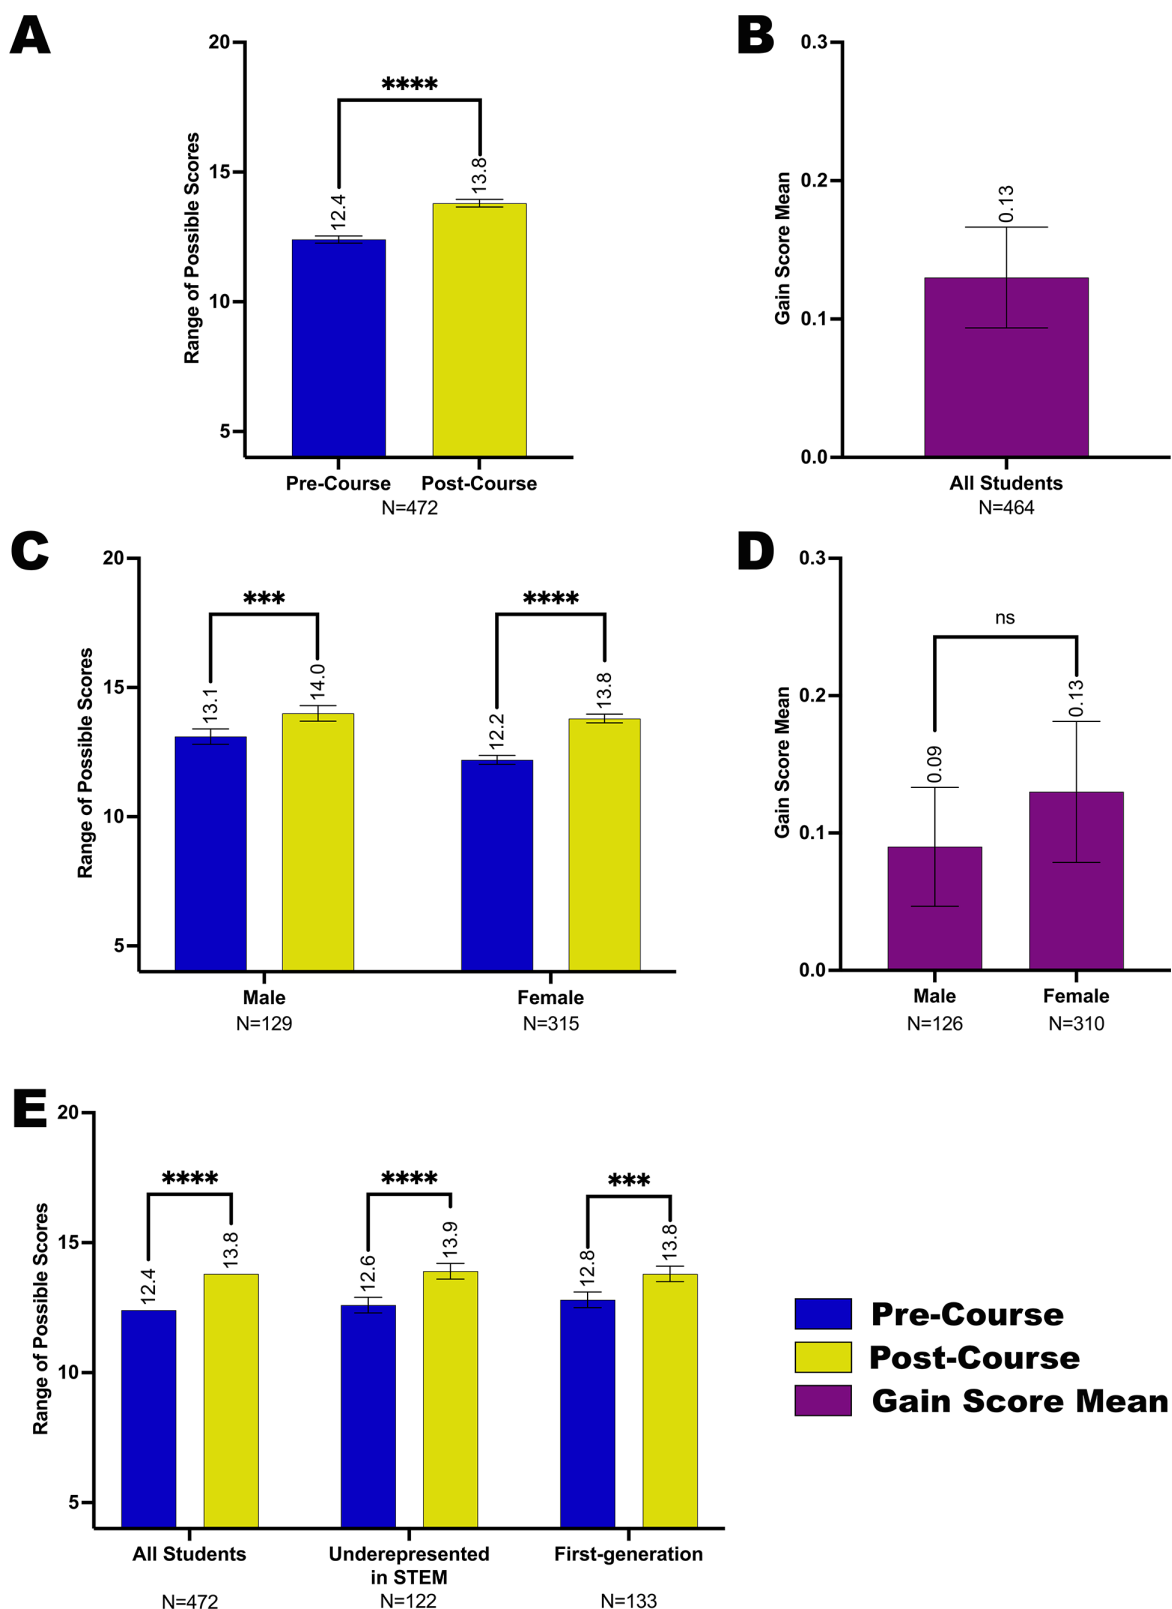 A
20
15
10
5
Range of Possible Scores
****
12.4
13.8
Pre-Course
Post-Course
N=472
B
0.3
0.2
0.1
0.0
Gain Score Mean
0.13
All Students
N=464
C
20
15
10
5
Range of Possible Scores
***
13.1
14.0
****
12.2
13.8
Male
N=129
Female
N=315
D
0.3
0.2
0.1
0.0
Gain Score Mean
ns
0.09
0.13
Male
N=126
Female
N=310
E
20
15
10
5
Range of Possible Scores
****
12.4
13.8
****
12.6
13.9
***
12.8
13.8
All Students
N=472
Underepresented
in STEM
N=122
First-generation
N=133
Pre-Course
Post-Course
Gain Score Mean